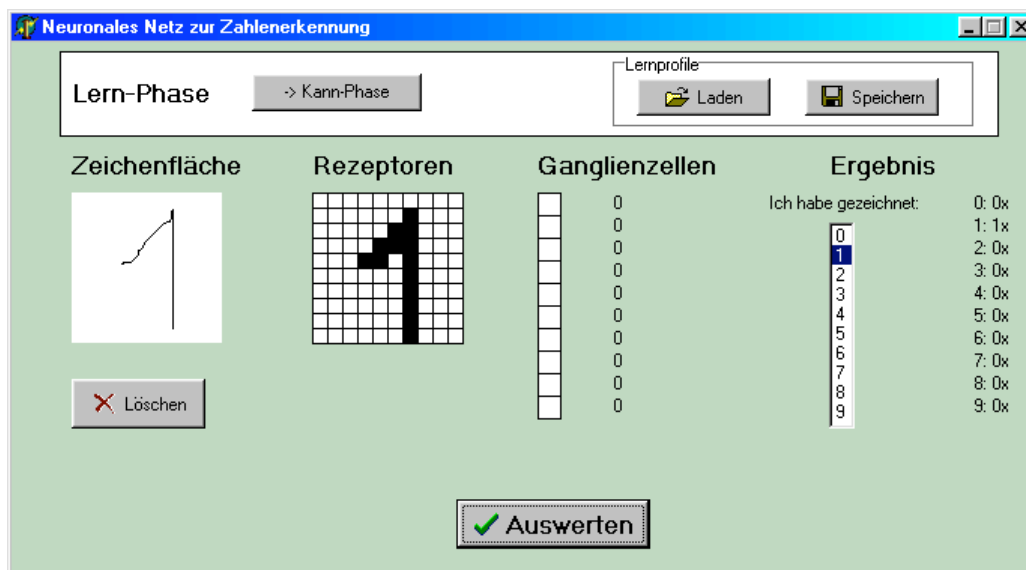 Neuronales Netz zur Zahlenerkennung
Lern-Phase
-> Kann-Phase
Lernprofile
Laden
Speichern
Zeichenfläche
Löschen
Rezeptoren
Ganglienzellen
0
0
0
0
0
0
0
0
0
0
Ergebnis
Ich habe gezeichnet:
0
1
2
3
4
5
6
7
8
9
0: 0x
1: 1x
2: 0x
3: 0x
4: 0x
5: 0x
6: 0x
7: 0x
8: 0x
9: 0x
Auswerten